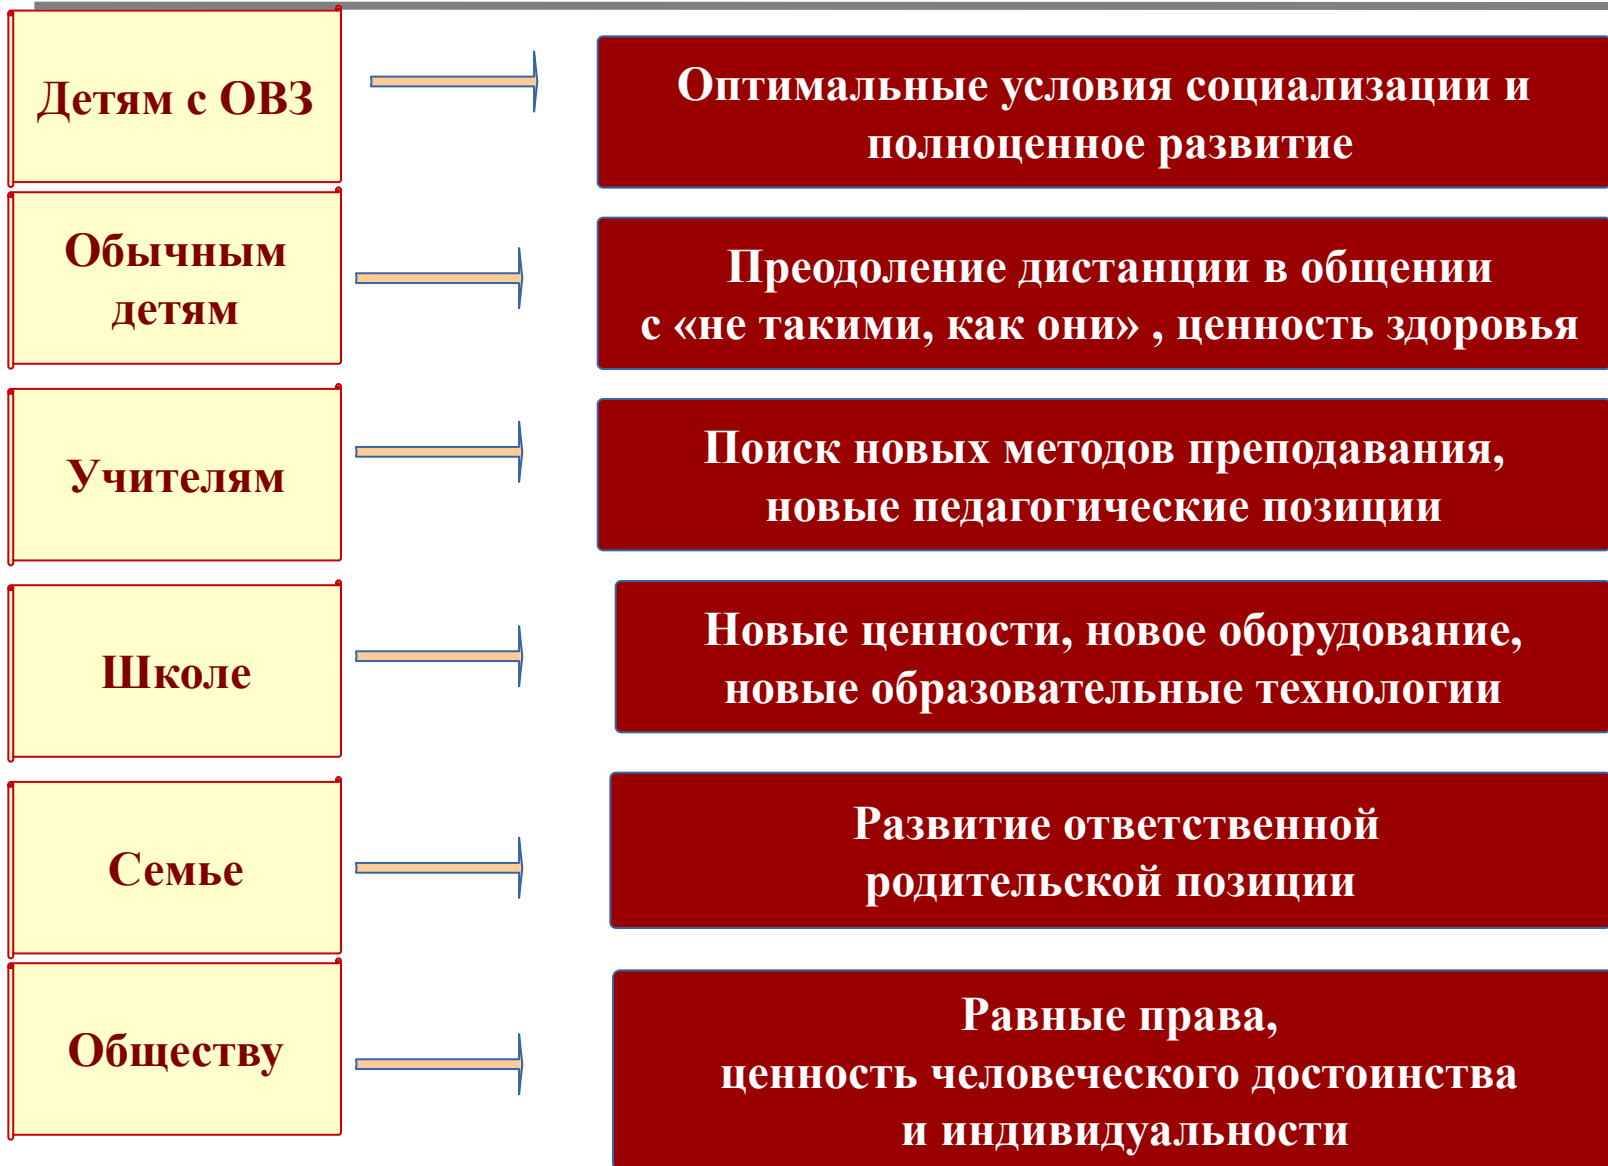 Детям с ОВЗ
Оптимальные условия социализации и
полноценное развитие
Обычным
детям
Преодоление дистанции в общении
с «не такими, как они» , ценность здоровья
Учителям
Поиск новых методов преподавания,
новые педагогические позиции
Школе
Новые ценности, новое оборудование,
новые образовательные технологии
Семье
Развитие ответственной
родительской позиции
Обществу
Равные права,
ценность человеческого достоинства
и индивидуальности